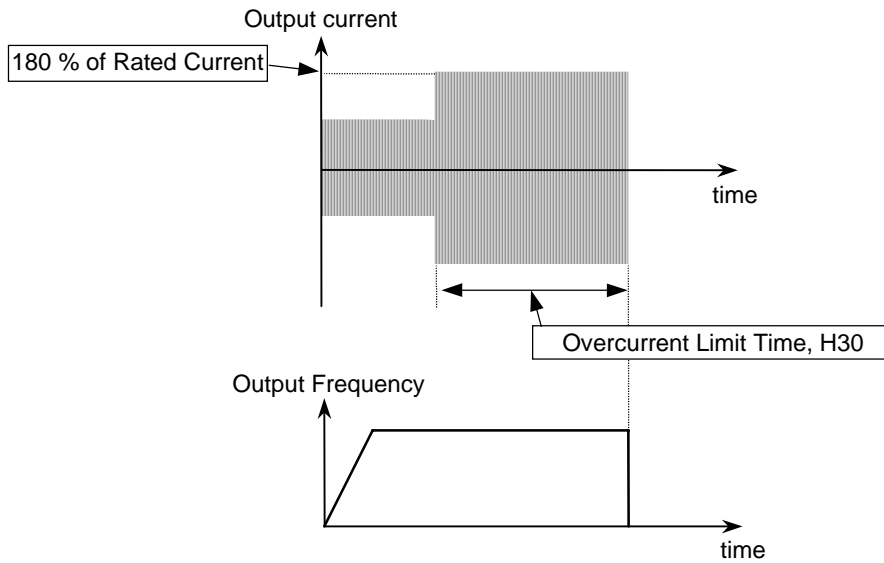 Output current
180 % of Rated Current
time
Overcurrent Limit Time, H30
Output Frequency
time